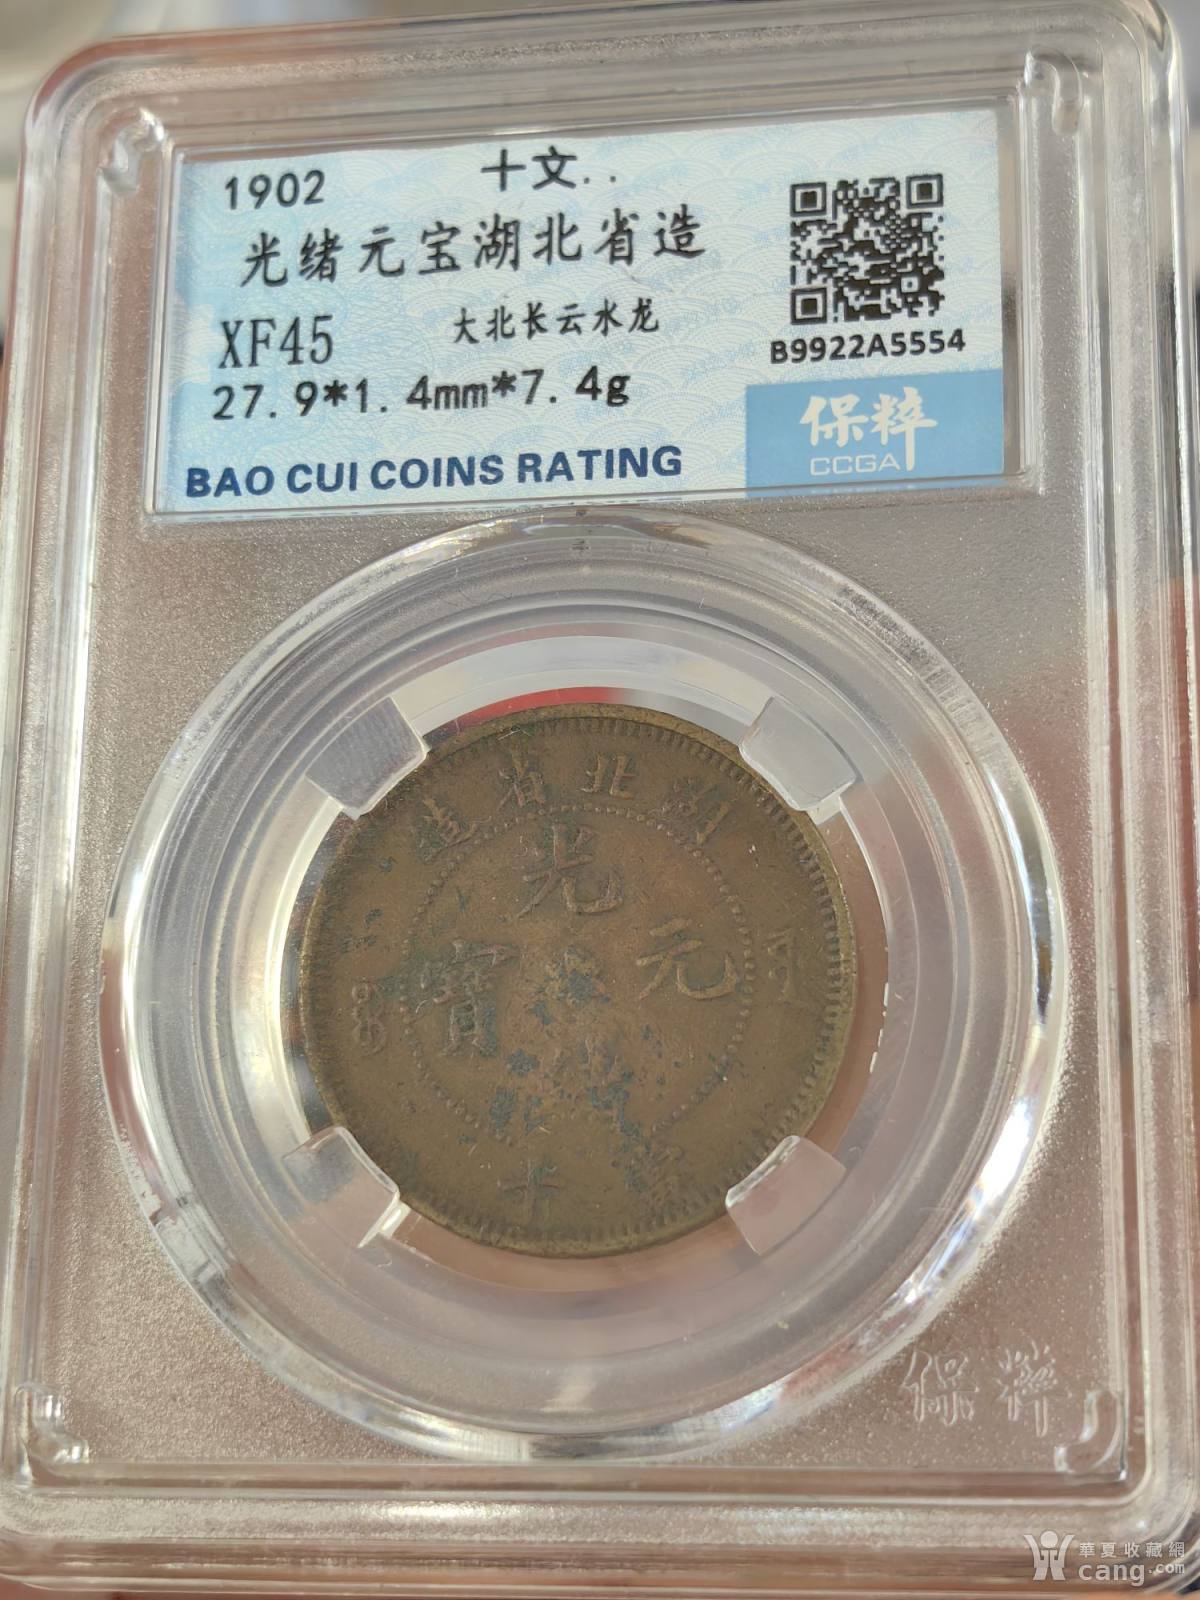 1902 十文..
光绪元宝湖北省造
XF45 大北长云水龙
27.9*1.4mm*7.4g
B9922A5554
BAO CUI COINS RATING
保粹
CCGA
湖北省造
光
元
寶
當
十
保粹
華夏收藏網
cang.com